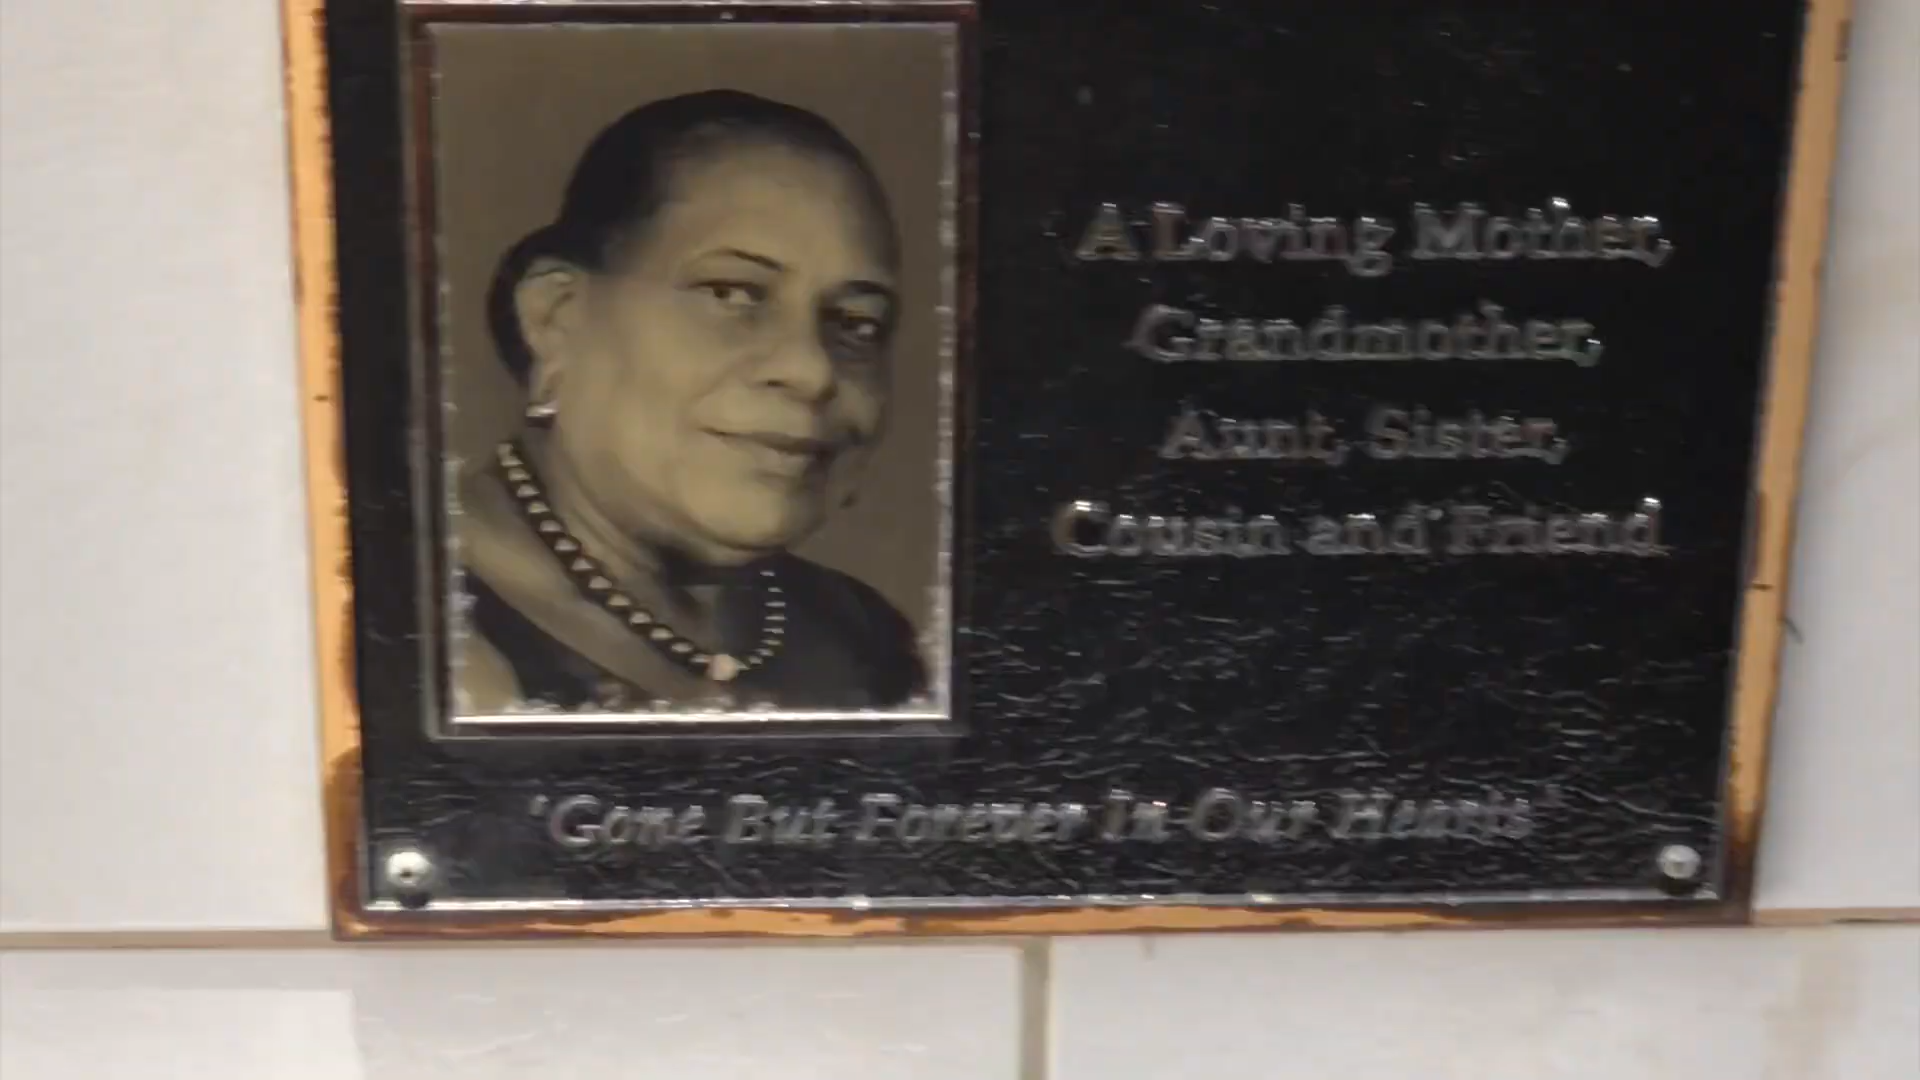 A Loving Mother,
Grandmother,
Aunt, Sister,
Cousin and Friend
'Gone But Forever In Our Hearts'